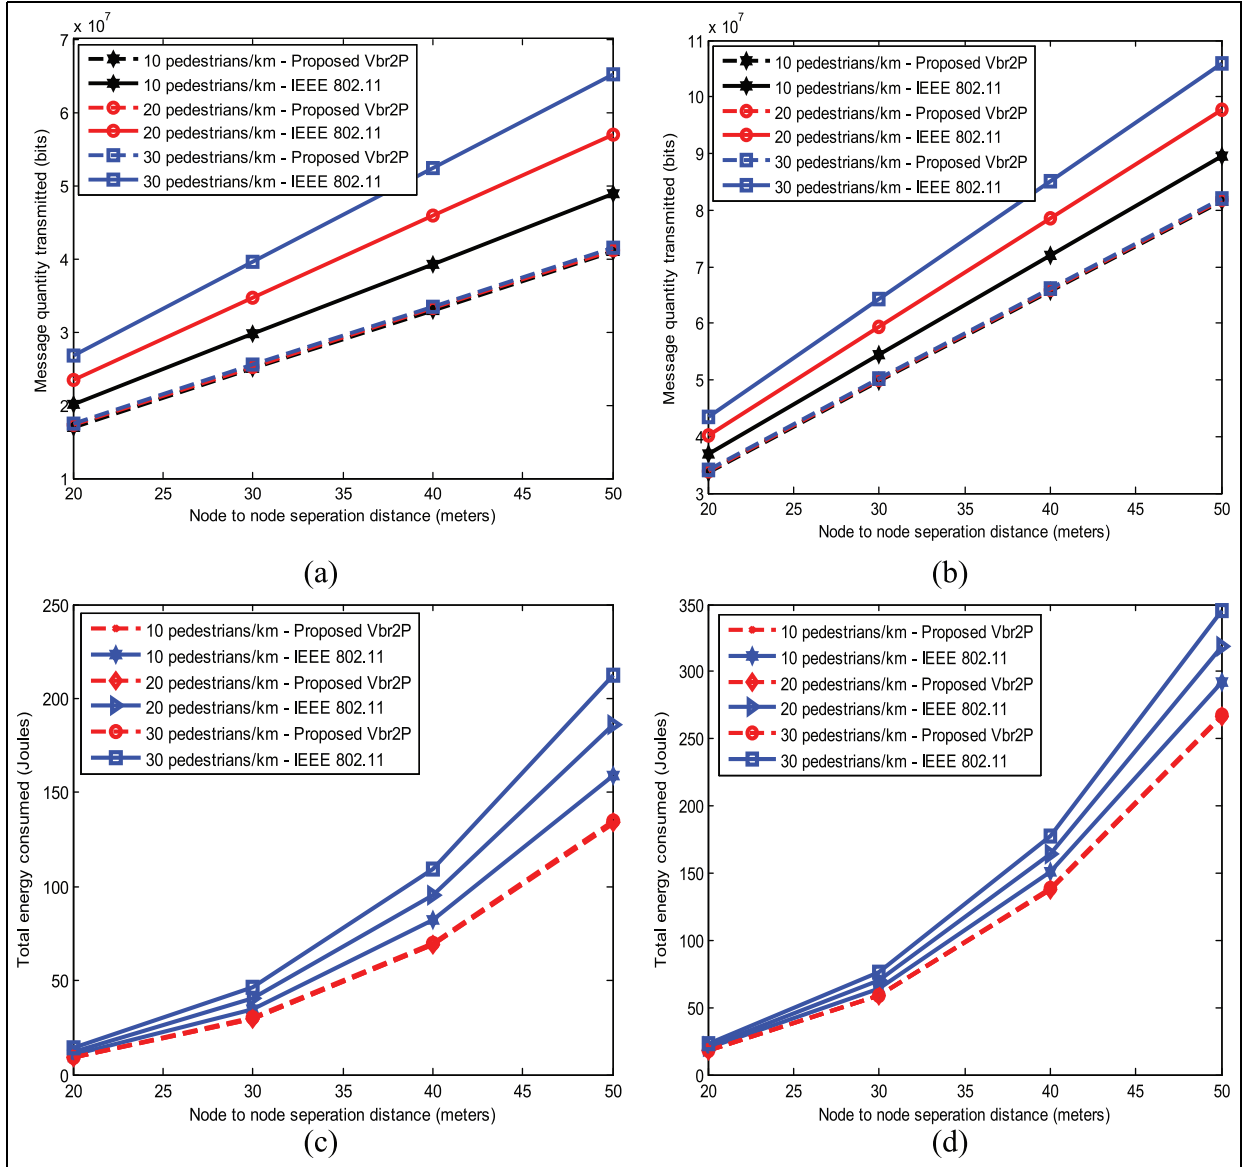 x 10^7
7
6
5
4
3
2
1
Message quantity transmitted (bits)
10 pedestrians/km - Proposed Vbr2P
10 pedestrians/km - IEEE 802.11
20 pedestrians/km - Proposed Vbr2P
20 pedestrians/km - IEEE 802.11
30 pedestrians/km - Proposed Vbr2P
30 pedestrians/km - IEEE 802.11
20 25 30 35 40 45 50
Node to node seperation distance (meters)
(a)
x 10^7
11
10
9
8
7
6
5
4
3
Message quantity transmitted (bits)
10 pedestrians/km - Proposed Vbr2P
10 pedestrians/km - IEEE 802.11
20 pedestrians/km - Proposed Vbr2P
20 pedestrians/km - IEEE 802.11
30 pedestrians/km - Proposed Vbr2P
30 pedestrians/km - IEEE 802.11
20 25 30 35 40 45 50
Node to node seperation distance (meters)
(b)
250
200
150
100
50
0
Total energy consumed (Joules)
10 pedestrians/km - Proposed Vbr2P
10 pedestrians/km - IEEE 802.11
20 pedestrians/km - Proposed Vbr2P
20 pedestrians/km - IEEE 802.11
30 pedestrians/km - Proposed Vbr2P
30 pedestrians/km - IEEE 802.11
20 25 30 35 40 45 50
Node to node seperation distance (meters)
(c)
350
300
250
200
150
100
50
0
Total energy consumed (Joules)
10 pedestrians/km - Proposed Vbr2P
10 pedestrians/km - IEEE 802.11
20 pedestrians/km - Proposed Vbr2P
20 pedestrians/km - IEEE 802.11
30 pedestrians/km - Proposed Vbr2P
30 pedestrians/km - IEEE 802.11
20 25 30 35 40 45 50
Node to node seperation distance (meters)
(d)